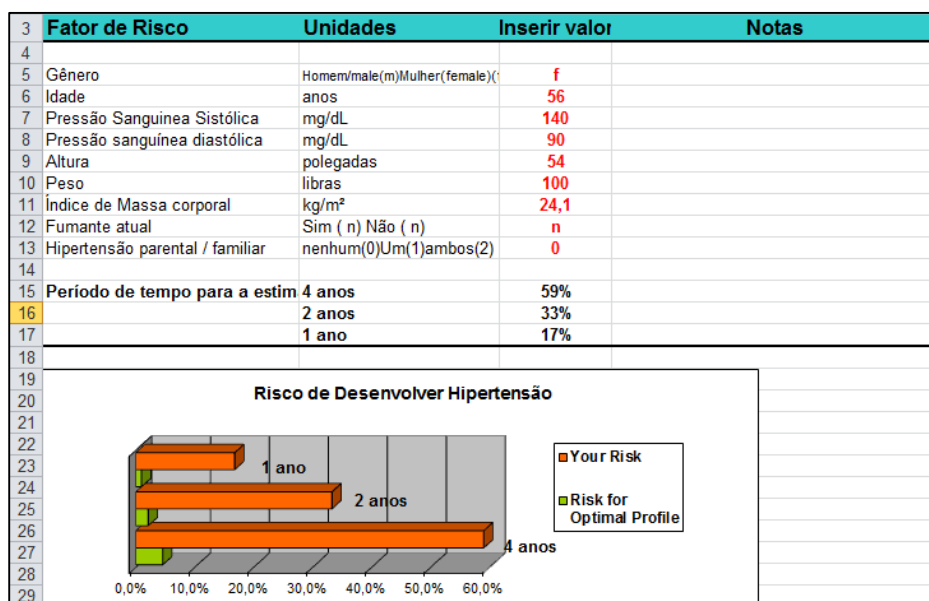 3 Fator de Risco Unidades Inserir valor Notas
4
5 Gênero Homem/male(m)Mulher(female)( f
6 Idade anos 56
7 Pressão Sanguinea Sistólica mg/dL 140
8 Pressão sanguínea diastólica mg/dL 90
9 Altura polegadas 54
10 Peso libras 100
11 Índice de Massa corporal kg/m² 24,1
12 Fumante atual Sim ( n) Não ( n) n
13 Hipertensão parental / familiar nenhum(0)Um(1)ambos(2) 0
14
15 Período de tempo para a estim 4 anos 59%
16 2 anos 33%
17 1 ano 17%
18
19
20 Risco de Desenvolver Hipertensão
21
22 Your Risk
23 1 ano
24 Risk for
25 2 anos Optimal Profile
26
27 4 anos
28
29 0,0% 10,0% 20,0% 30,0% 40,0% 50,0% 60,0%